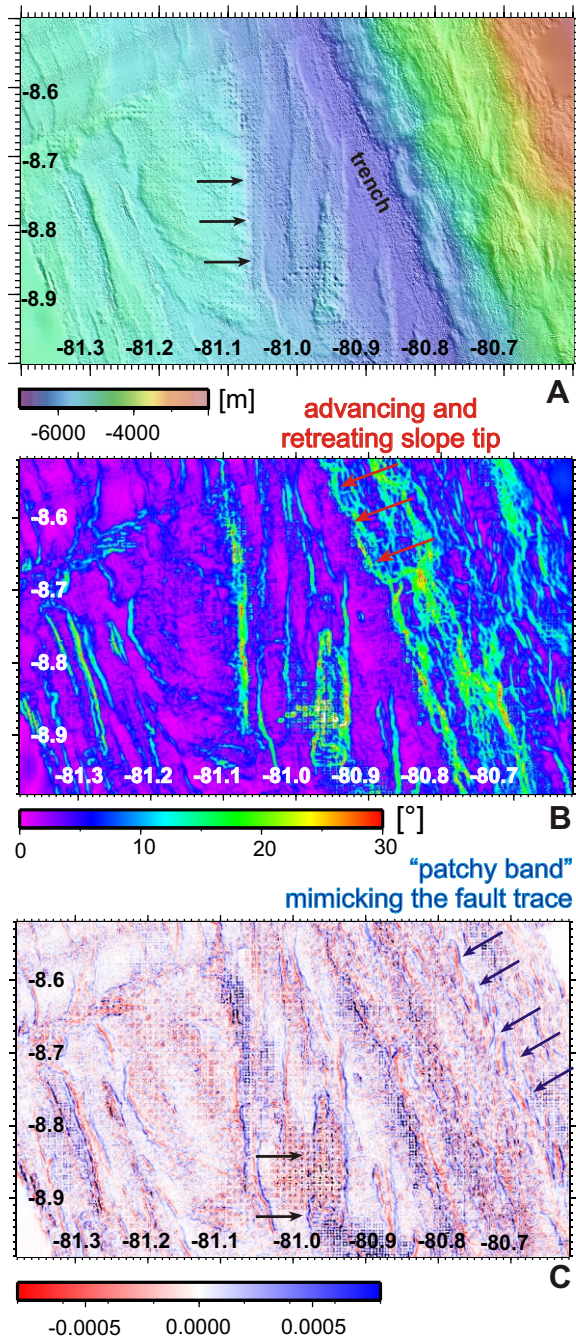 -8.6
-8.7
trench
-8.8
-8.9
-81.3 -81.2 -81.1 -81.0 -80.9 -80.8 -80.7
[m]
A
-6000 -4000
advancing and
retreating slope tip
-8.6
-8.7
-8.8
-8.9
-81.3 -81.2 -81.1 -81.0 -80.9 -80.8 -80.7
[°]
B
0 10 20 30
"patchy band"
mimicking the fault trace
-8.6
-8.7
-8.8
-8.9
-81.3 -81.2 -81.1 -81.0 -80.9 -80.8 -80.7
C
-0.0005 0.0000 0.0005